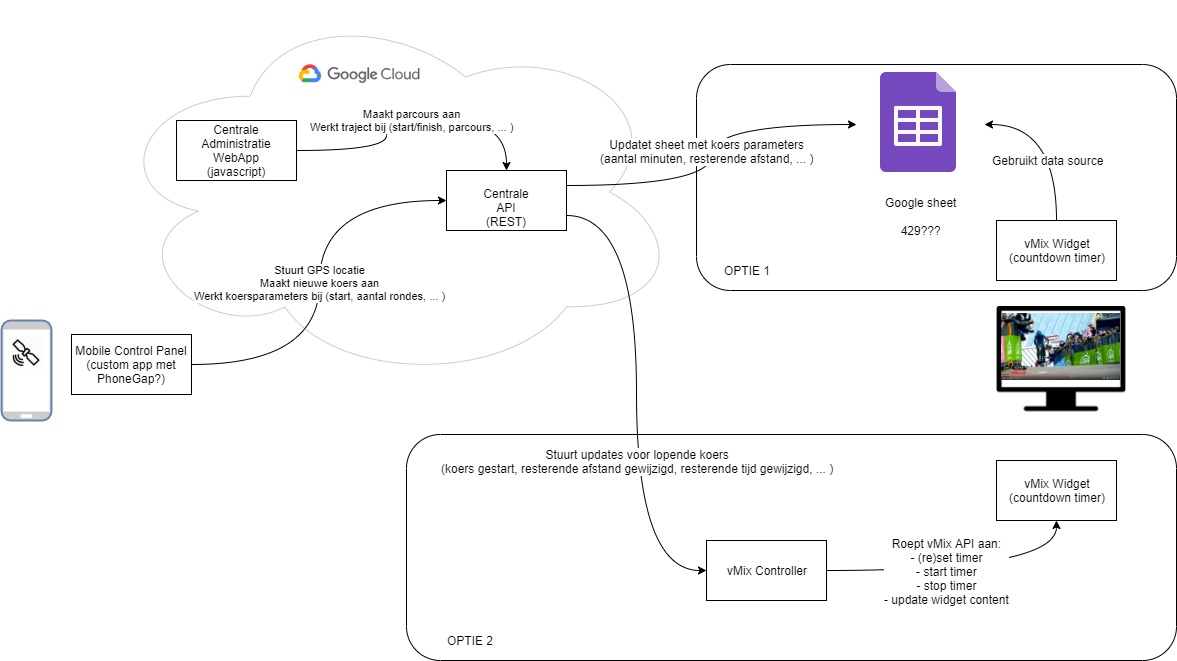 Google Cloud
Centrale
Administratie
WebApp
(javascript)
Maakt parcours aan
Werkt traject bij (start/finish, parcours, ... )
Centrale
API
(REST)
Updatet sheet met koers parameters
(aantal minuten, resterende afstand, ... )
Google sheet
429???
Gebruikt data source
vMix Widget
(countdown timer)
OPTIE 1
Stuurt GPS locatie
Maakt nieuwe koers aan
Werkt koersparameters bij (start, aantal rondes, ... )
Mobile Control Panel
(custom app met
PhoneGap?)
Stuurt updates voor lopende koers
(koers gestart, resterende afstand gewijzigd, resterende tijd gewijzigd, ... )
vMix Widget
(countdown timer)
vMix Controller
Roept vMix API aan:
- (re)set timer
- start timer
- stop timer
- update widget content
OPTIE 2